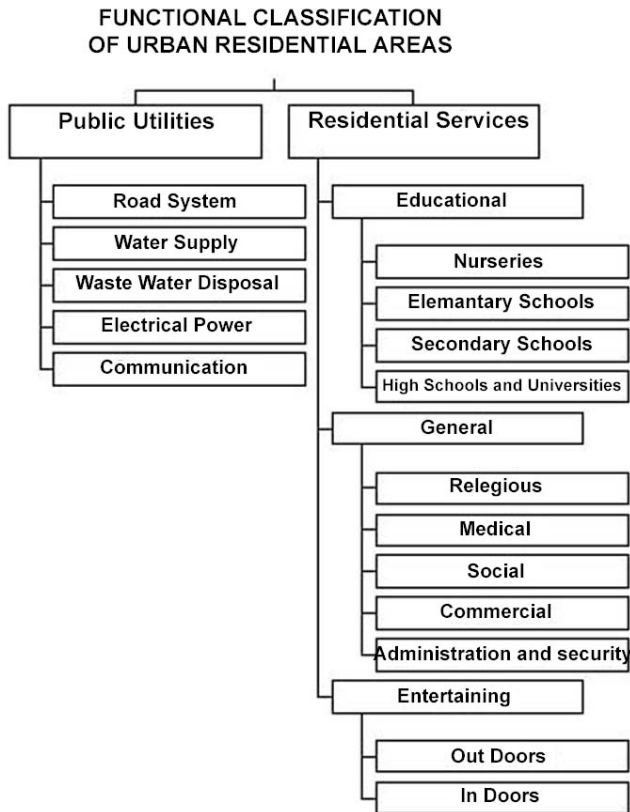 FUNCTIONAL CLASSIFICATION
OF URBAN RESIDENTIAL AREAS
Public Utilities
Road System
Water Supply
Waste Water Disposal
Electrical Power
Communication
Residential Services
Educational
Nurseries
Elemantary Schools
Secondary Schools
High Schools and Universities
General
Relegious
Medical
Social
Commercial
Administration and security
Entertaining
Out Doors
In Doors